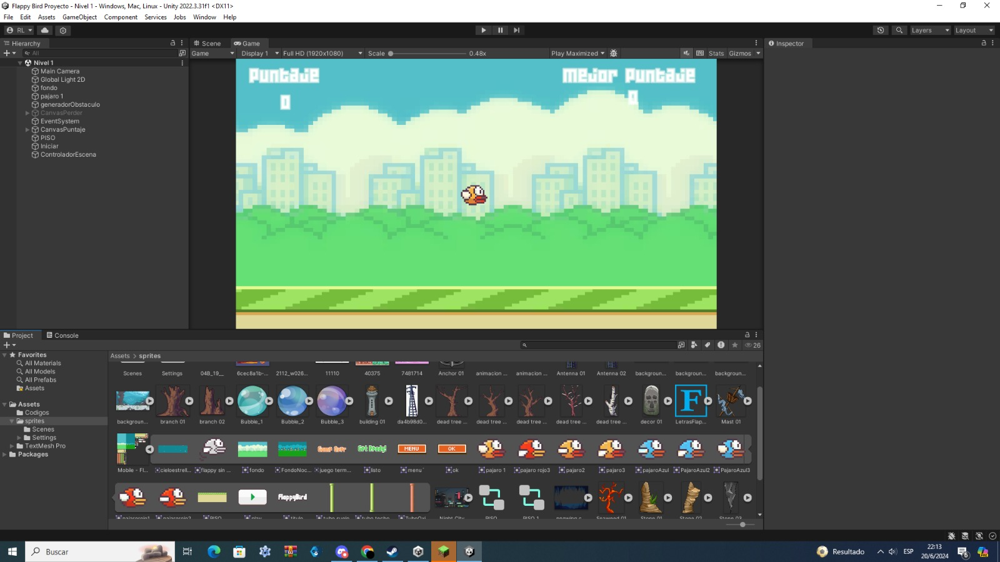 Flappy Bird Proyecto - Nivel 1 - Windows, Mac, Linux - Unity 2022.3.31f1 <DX11>
File Edit Assets GameObject Component Services Jobs Window Help
RL Layers Layout
Hierarchy Scene Game Inspector
All Game Display 1 Full HD (1920x1080) Scale 0.48x Play Maximized Stats Gizmos
Nivel 1
Main Camera
Global Light 2D
fondo
pajaro 1
generadorObstaculo
CanvasPerder
EventSystem
CanvasPuntaje
PISO
Iniciar
ControladorEscena
Puntaje Mejor Puntaje
0 0
Project Console
26
Favorites
All Materials
All Models
All Prefabs
Assets
Assets
Codigos
sprites
Scenes
Settings
TextMesh Pro
Packages
Assets > sprites
Scenes Settings 04B_19__ 6cec8a1b-... 2112_w026... 11110 40375 7481714 Anchor 01 animacion ... animacion ... Antenna 01 Antenna 02 backgroun... backgroun... backgroun...
F
backgroun... branch 01 branch 02 Bubble_1 Bubble_2 Bubble_3 building 01 da4b98d0... dead tree ... dead tree ... dead tree ... dead tree ... dead tree ... decor 01 LetrasFlap... Mast 01
Game Over Get Ready! MENU OK
Mobile - Fl... cieloestrell... flappy sin ... fondo FondoNoc... juego term... listo menu´ ok pajaro 1 pajaro rojo3 pajaro2 pajaro3 pajaroAzul PajaroAzul2 PajaroAzul3
FlappyBird
pajarorojo1 pajarorojo2 PISO play titulo tubo suelo tubo techo TuboOxi... Night City PISO PISO 1 pngwing.c... Seaweed 01 Stone 01 Stone 02 Stone 03
Buscar
Resultado ESP 22:13
20/6/2024 6